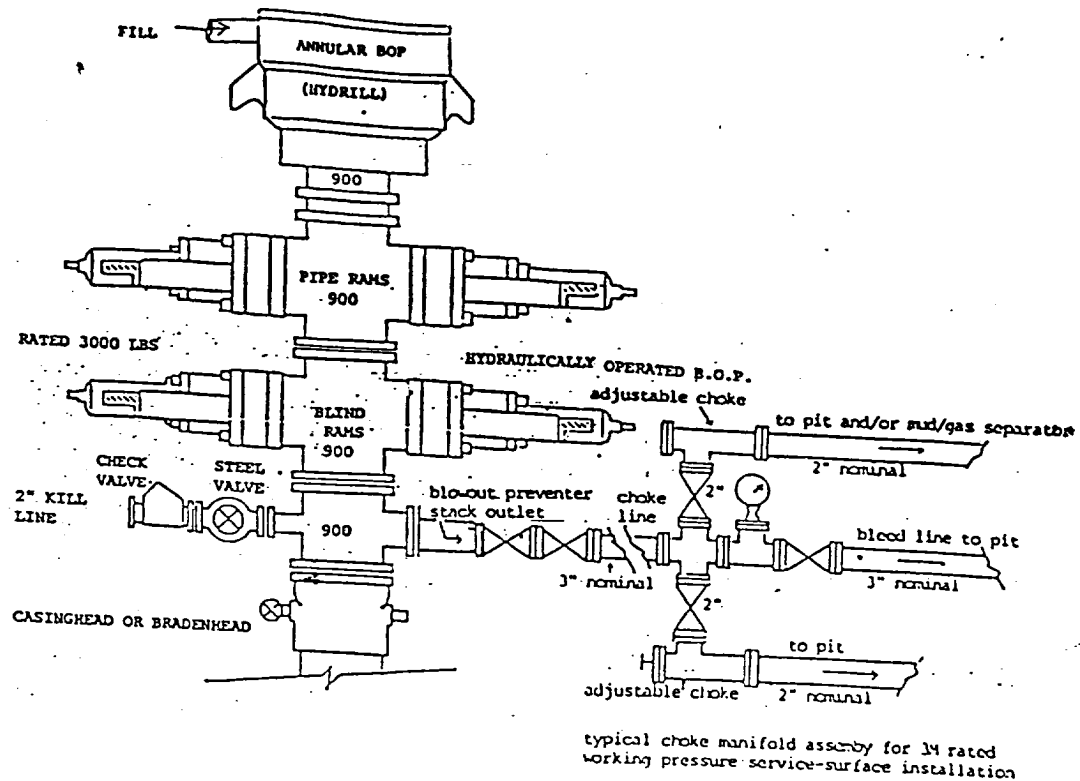 FILL
ANNULAR BOP
(HYDRILL)
900
PIPE RAMS
900
RATED 3000 LBS
HYDRAULICALLY OPERATED B.O.P.
adjustable choke
to pit and/or mud/gas separator
2" nominal
BLIND
RAMS
900
CHECK
VALVE
STEEL
VALVE
2" KILL
LINE
blowout preventer
stack outlet
choke
line
2"
900
bleed line to pit
3" nominal
3" nominal
2"
CASINGHEAD OR BRADENHEAD
to pit
adjustable choke
2" nominal
typical choke manifold assemby for 3M rated
working pressure service-surface installation